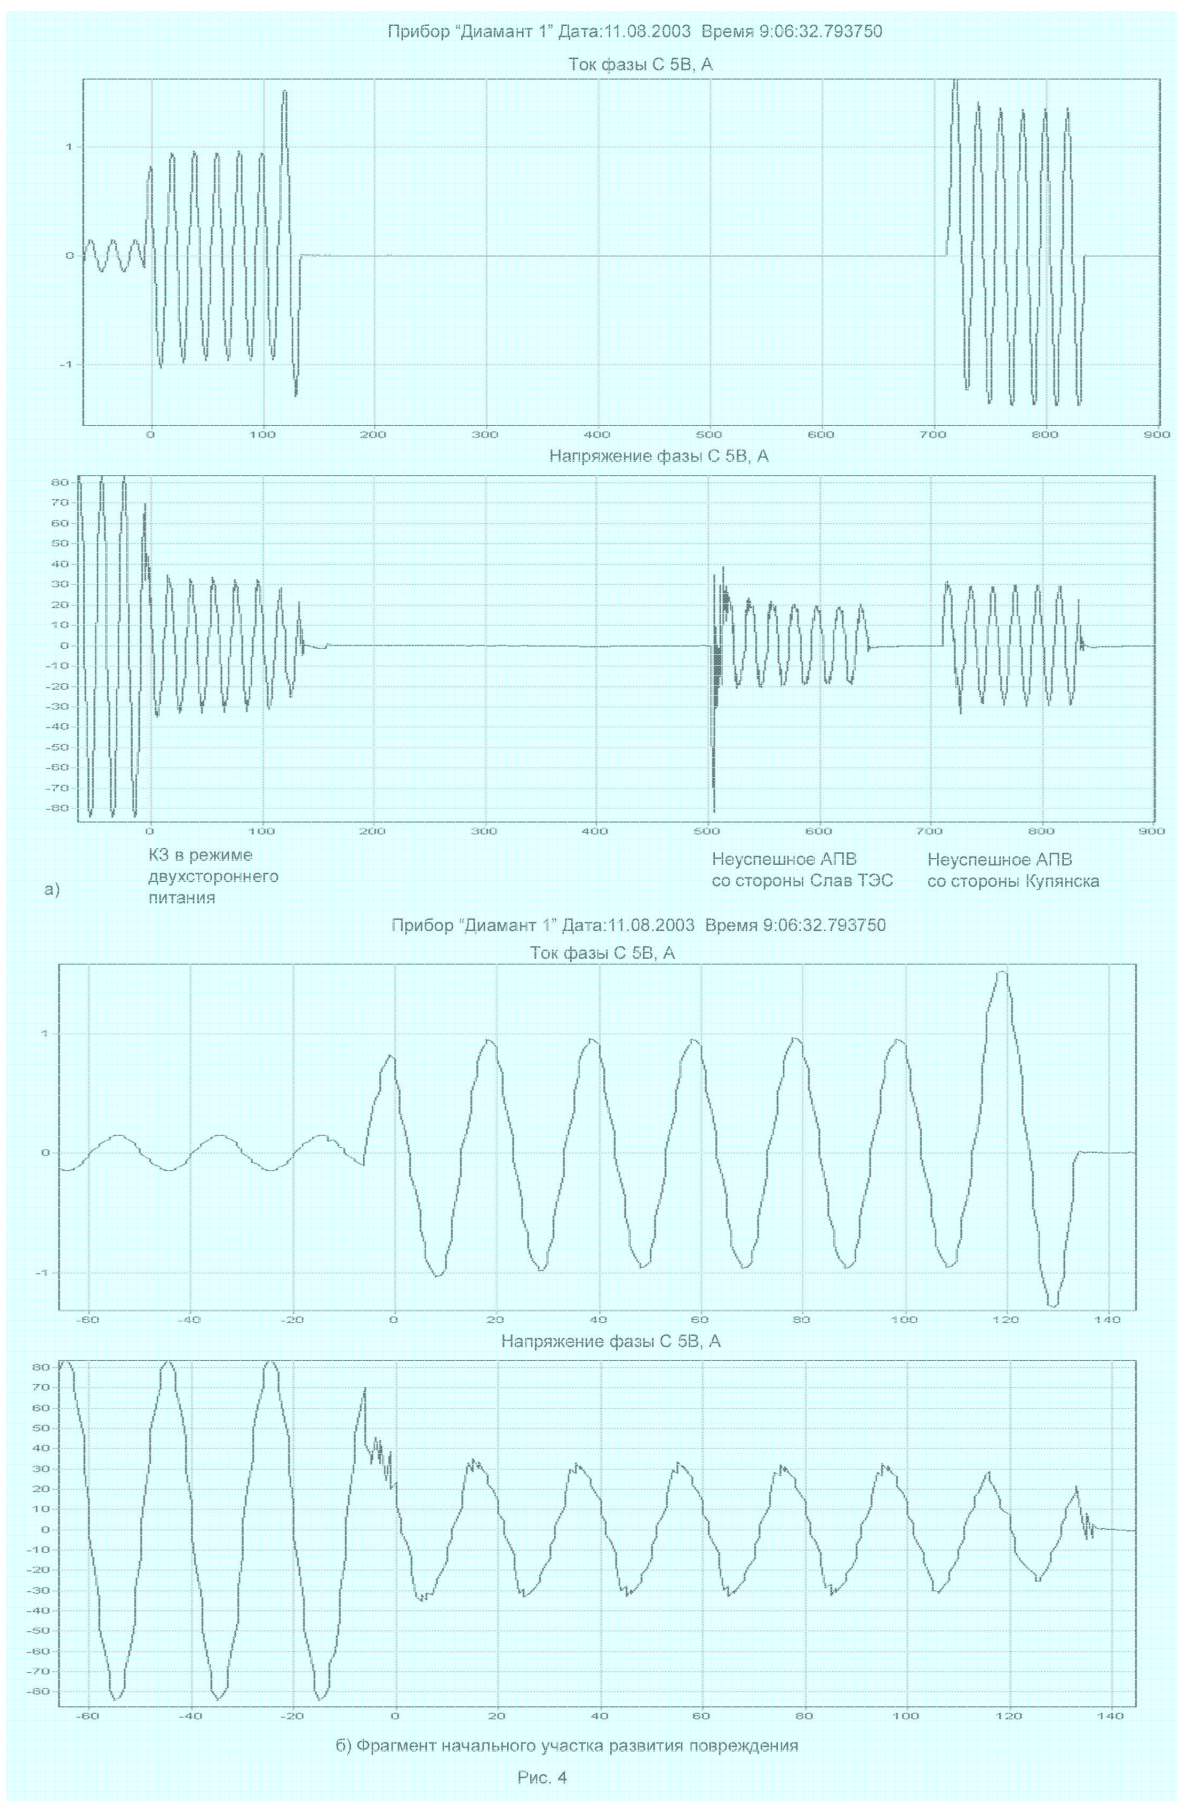 Прибор “Диамант 1” Дата:11.08.2003 Время 9:06:32.793750
Ток фазы С 5В, А
1
0
-1
0 100 200 300 400 500 600 700 800 900
Напряжение фазы С 5В, А
80
70
60
50
40
30
20
10
0
-10
-20
-30
-40
-50
-60
-70
-80
0 100 200 300 400 500 600 700 800 900
а)
КЗ в режиме
двухстороннего
питания
Неуспешное АПВ
со стороны Слав ТЭС
Неуспешное АПВ
со стороны Купянска
Прибор “Диамант 1” Дата:11.08.2003 Время 9:06:32.793750
Ток фазы С 5В, А
1
0
-1
-60 -40 -20 0 20 40 60 80 100 120 140
Напряжение фазы С 5В, А
80
70
60
50
40
30
20
10
0
-10
-20
-30
-40
-50
-60
-70
-80
-60 -40 -20 0 20 40 60 80 100 120 140
б) Фрагмент начального участка развития повреждения
Рис. 4